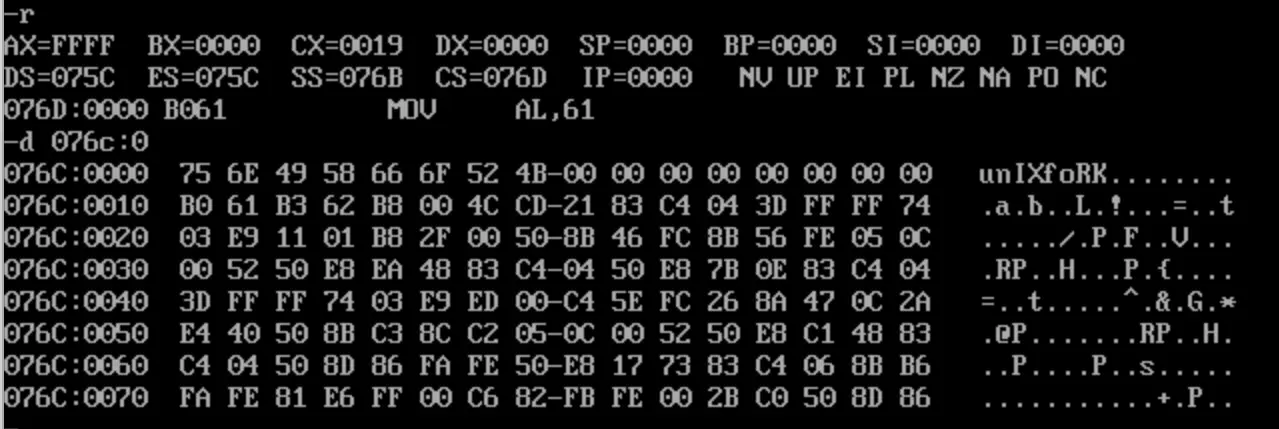 -r
AX=FFFF  BX=0000  CX=0019  DX=0000  SP=0000  BP=0000  SI=0000  DI=0000
DS=075C  ES=075C  SS=076B  CS=076D  IP=0000   NV UP EI PL NZ NA PO NC
076D:0000 B061          MOV     AL,61
-d 076c:0
076C:0000  75 6E 49 58 66 6F 52 4B-00 00 00 00 00 00 00 00   unIXfoRK........
076C:0010  B0 61 B3 62 B8 00 4C CD-21 83 C4 04 3D FF FF 74   .a.b..L.!...=..t
076C:0020  03 E9 11 01 B8 2F 00 50-8B 46 FC 8B 56 FE 05 0C   ...../.P.F..V...
076C:0030  00 52 50 E8 EA 48 83 C4-04 50 E8 7B 0E 83 C4 04   .RP..H...P.{....
076C:0040  3D FF FF 74 03 E9 ED 00-C4 5E FC 26 8A 47 0C 2A   =..t.....^.&.G.*
076C:0050  E4 40 50 8B C3 8C C2 05-0C 00 52 50 E8 C1 48 83   .@P.......RP..H.
076C:0060  C4 04 50 8D 86 FA FE 50-E8 17 73 83 C4 06 8B B6   ..P....P..s.....
076C:0070  FA FE 81 E6 FF 00 C6 82-FB FE 00 2B C0 50 8D 86   ...........+.P..